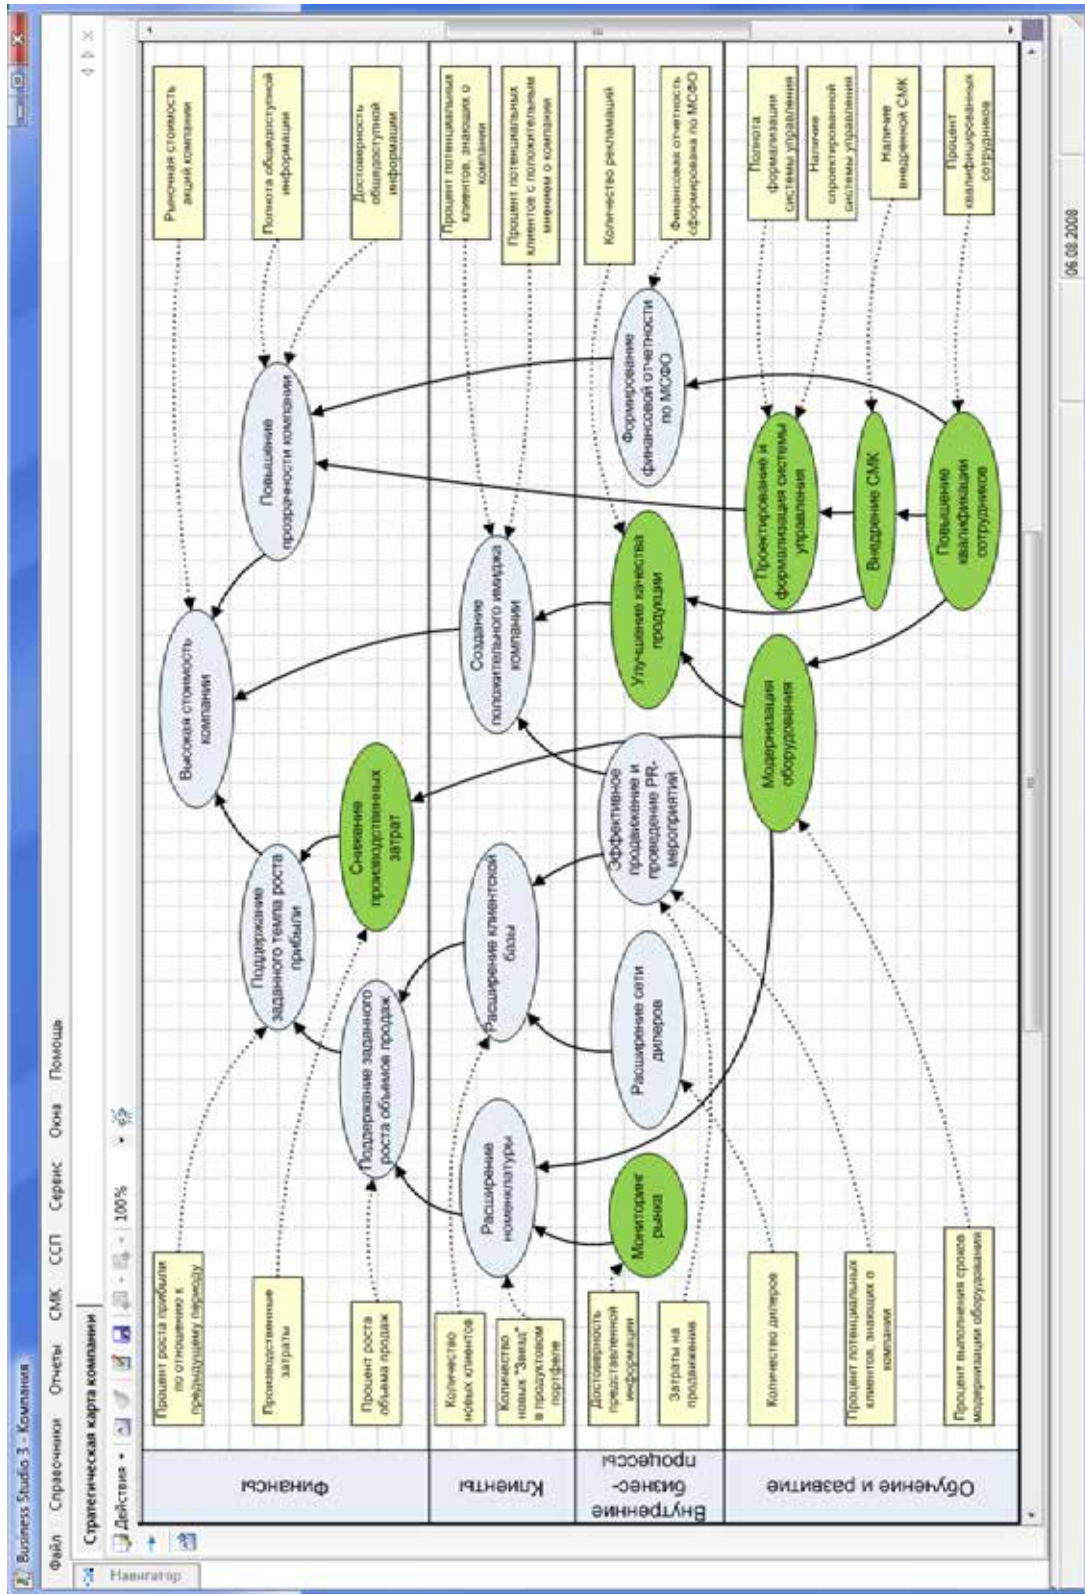 Business Studio 3 - Компания
Файл Справочники Отчеты СМК ССП Сервис Окна Помощь
Стратегическая карта компании
Действия
100%
Навигатор
Финансы
Процент роста прибыли
по отношению к
предыдущему периоду
Производственные
затраты
Процент роста
объема продаж
Поддержание
заданного темпа роста
прибыли
Поддержание заданного
роста объемов продаж
Снижение
производственных
затрат
Высокая стоимость
компании
Повышение
прозрачности компании
Рыночная стоимость
акций компании
Полнота общедоступной
информации
Достоверность
общедоступной
информации
Клиенты
Количество
новых клиентов
Количество
новых "Звезд"
в продуктовом
портфеле
Расширение
номенклатуры
Расширение клиентской
базы
Создание
положительного имиджа
компании
Процент потенциальных
клиентов, знающих о
компании
Процент потенциальных
клиентов с положительным
мнением о компании
Внутренние
бизнес-
процессы
Достоверность
представленной
информации
Затраты на
продвижение
Мониторинг
рынка
Расширение сети
дилеров
Эффективное
продвижение и
проведение PR-
мероприятий
Улучшение качества
продукции
Формирование
финансовой отчетности
по МСФО
Количество рекламаций
Финансовая отчетность
сформирована по МСФО
Обучение и развитие
Количество дилеров
Процент потенциальных
клиентов, знающих о
компании
Процент выполнения сроков
модернизации оборудования
Модернизация
оборудования
Проектирование и
формализация системы
управления
Внедрение СМК
Повышение
квалификации
сотрудников
Полнота
формализации
системы управления
Наличие
спроектированной
системы управления
Наличие
внедренной СМК
Процент
квалифицированных
сотрудников
06.08.2008